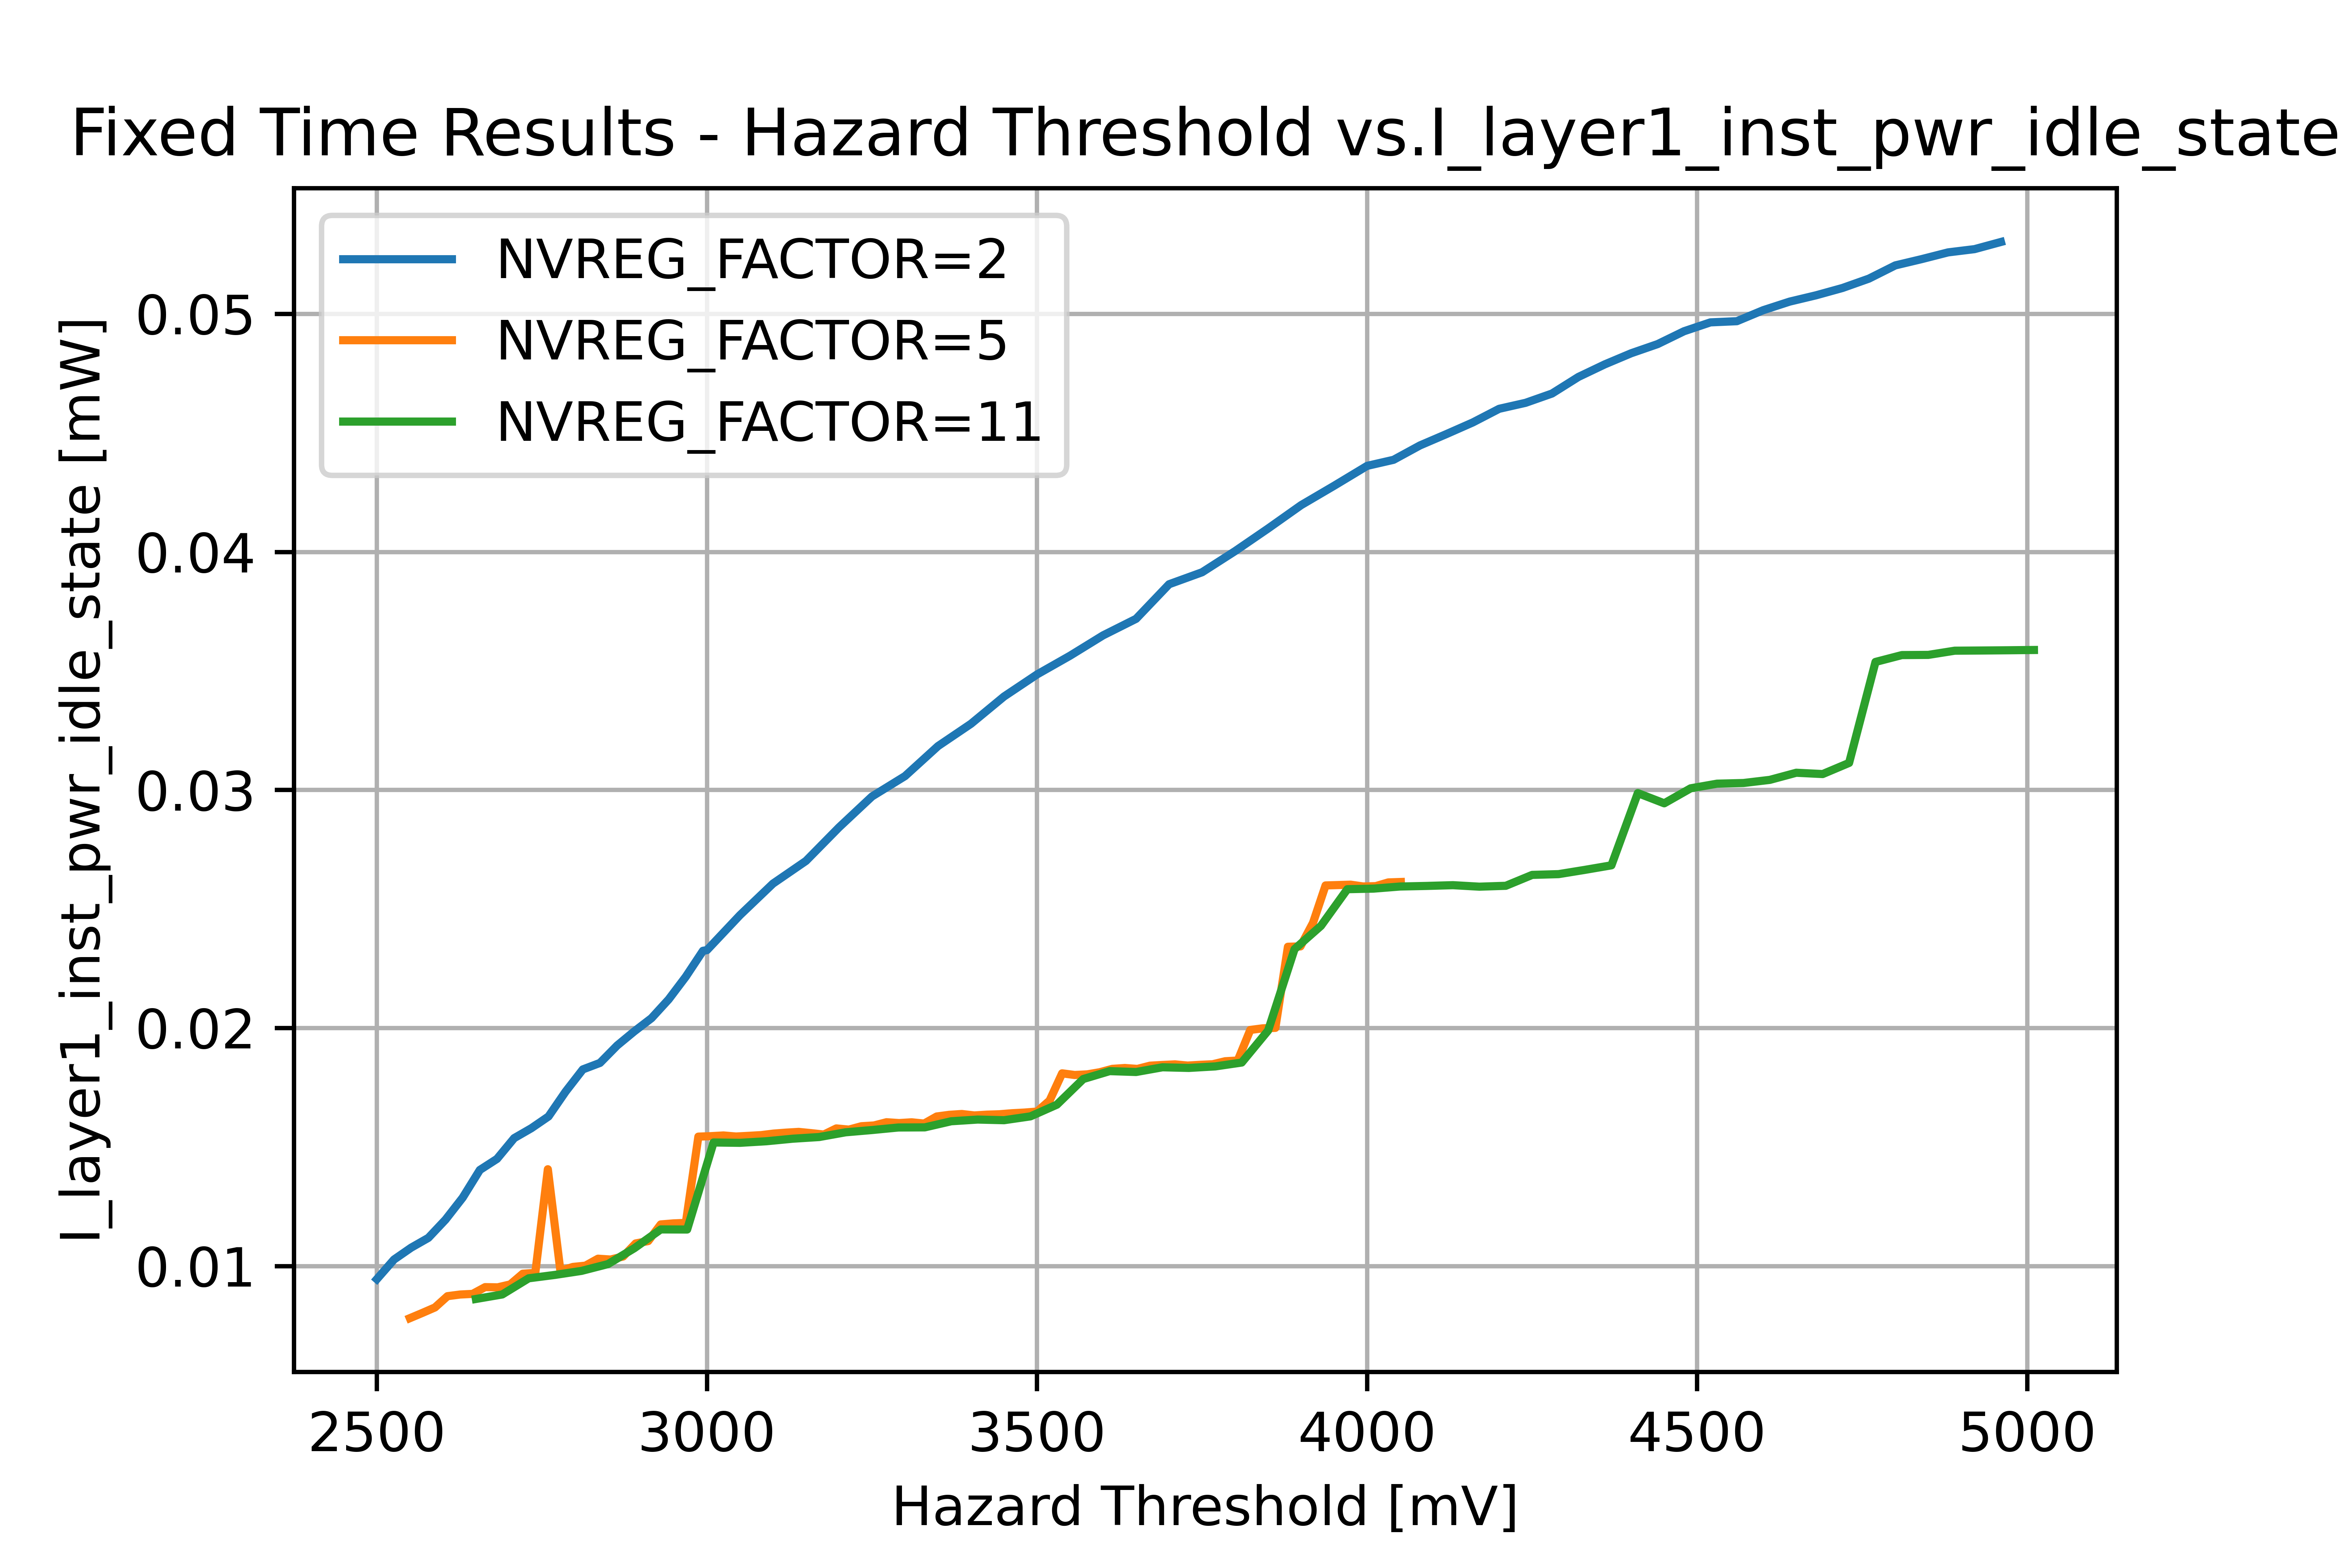 Fixed Time Results - Hazard Threshold vs.I_layer1_inst_pwr_idle_state
NVREG_FACTOR=2
NVREG_FACTOR=5
NVREG_FACTOR=11
I_layer1_inst_pwr_idle_state [mW]
0.05
0.04
0.03
0.02
0.01
2500 3000 3500 4000 4500 5000
Hazard Threshold [mV]